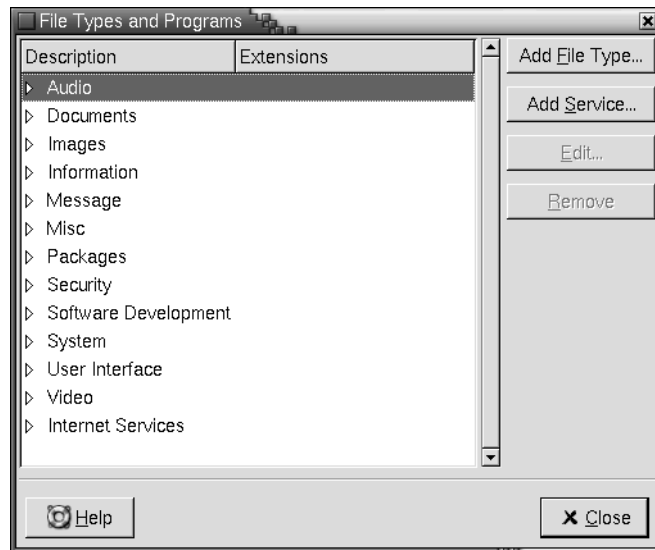 File Types and Programs
Description Extensions
Audio
Documents
Images
Information
Message
Misc
Packages
Security
Software Development
System
User Interface
Video
Internet Services
Add File Type...
Add Service...
Edit...
Remove
Help
Close